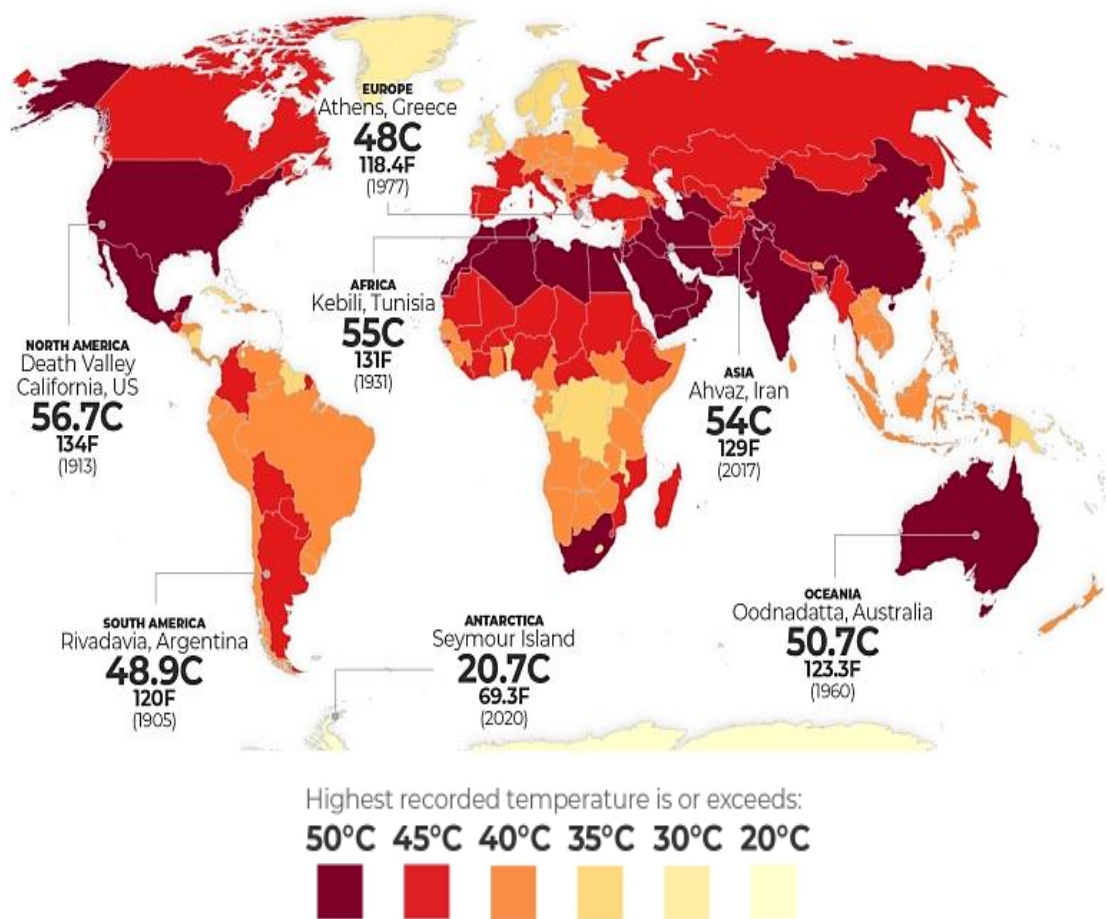 EUROPE
Athens, Greece
48C
118.4F
(1977)
AFRICA
Kebili, Tunisia
55C
131F
(1931)
NORTH AMERICA
Death Valley
California, US
56.7C
134F
(1913)
ASIA
Ahvaz, Iran
54C
129F
(2017)
SOUTH AMERICA
Rivadavia, Argentina
48.9C
120F
(1905)
ANTARCTICA
Seymour Island
20.7C
69.3F
(2020)
OCEANIA
Oodnadatta, Australia
50.7C
123.3F
(1960)
Highest recorded temperature is or exceeds:
50°C 45°C 40°C 35°C 30°C 20°C